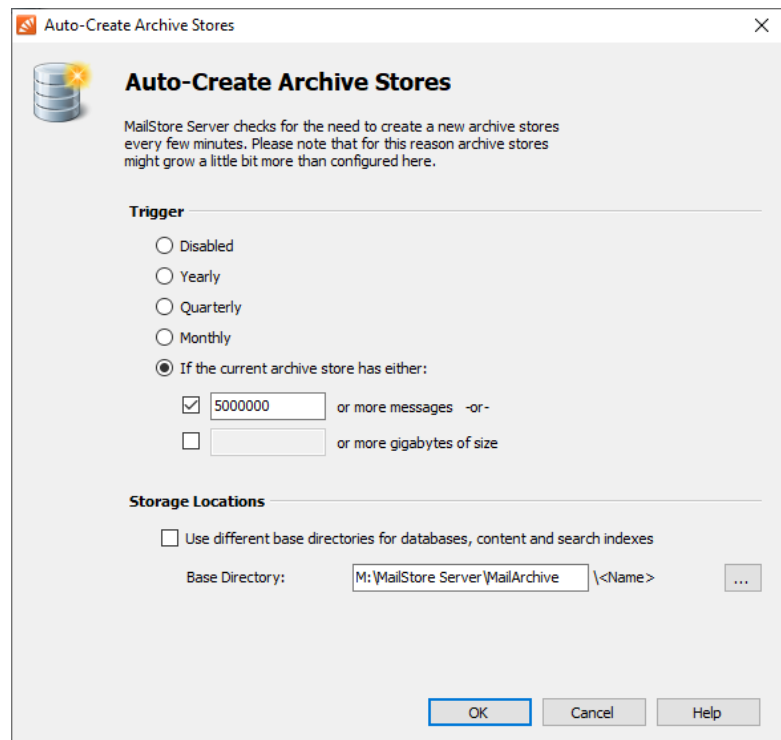 Auto-Create Archive Stores
Auto-Create Archive Stores
MailStore Server checks for the need to create a new archive stores
every few minutes. Please note that for this reason archive stores
might grow a little bit more than configured here.
Trigger
Disabled
Yearly
Quarterly
Monthly
If the current archive store has either:
5000000 or more messages -or-
or more gigabytes of size
Storage Locations
Use different base directories for databases, content and search indexes
Base Directory: M:\MailStore Server\MailArchive \<Name> ...
OK Cancel Help